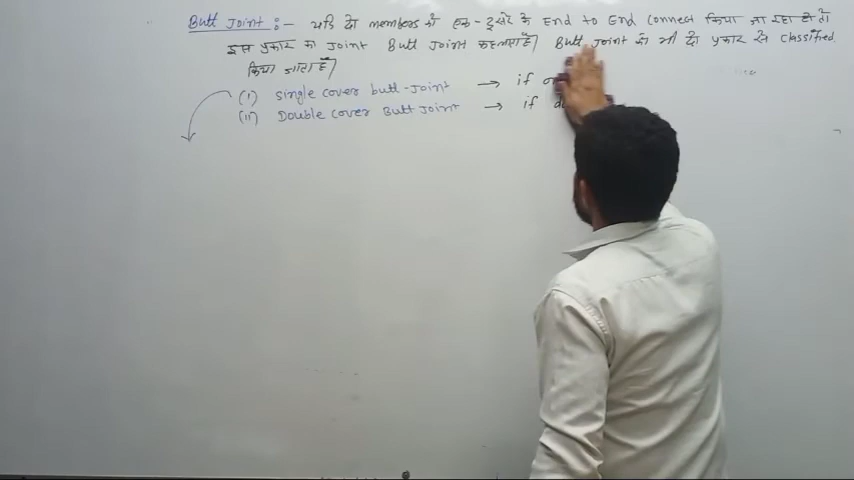 Butt Joint :- यदि दो members को एक-दूसरे के End to End Connect किया जा रहा हो तो
इस प्रकार का Joint Butt Joint कहलाता है। Butt Joint को भी दो प्रकार से classified
किया जाता है।
(i) Single cover butt-Joint → if
(ii) Double cover Butt Joint → if